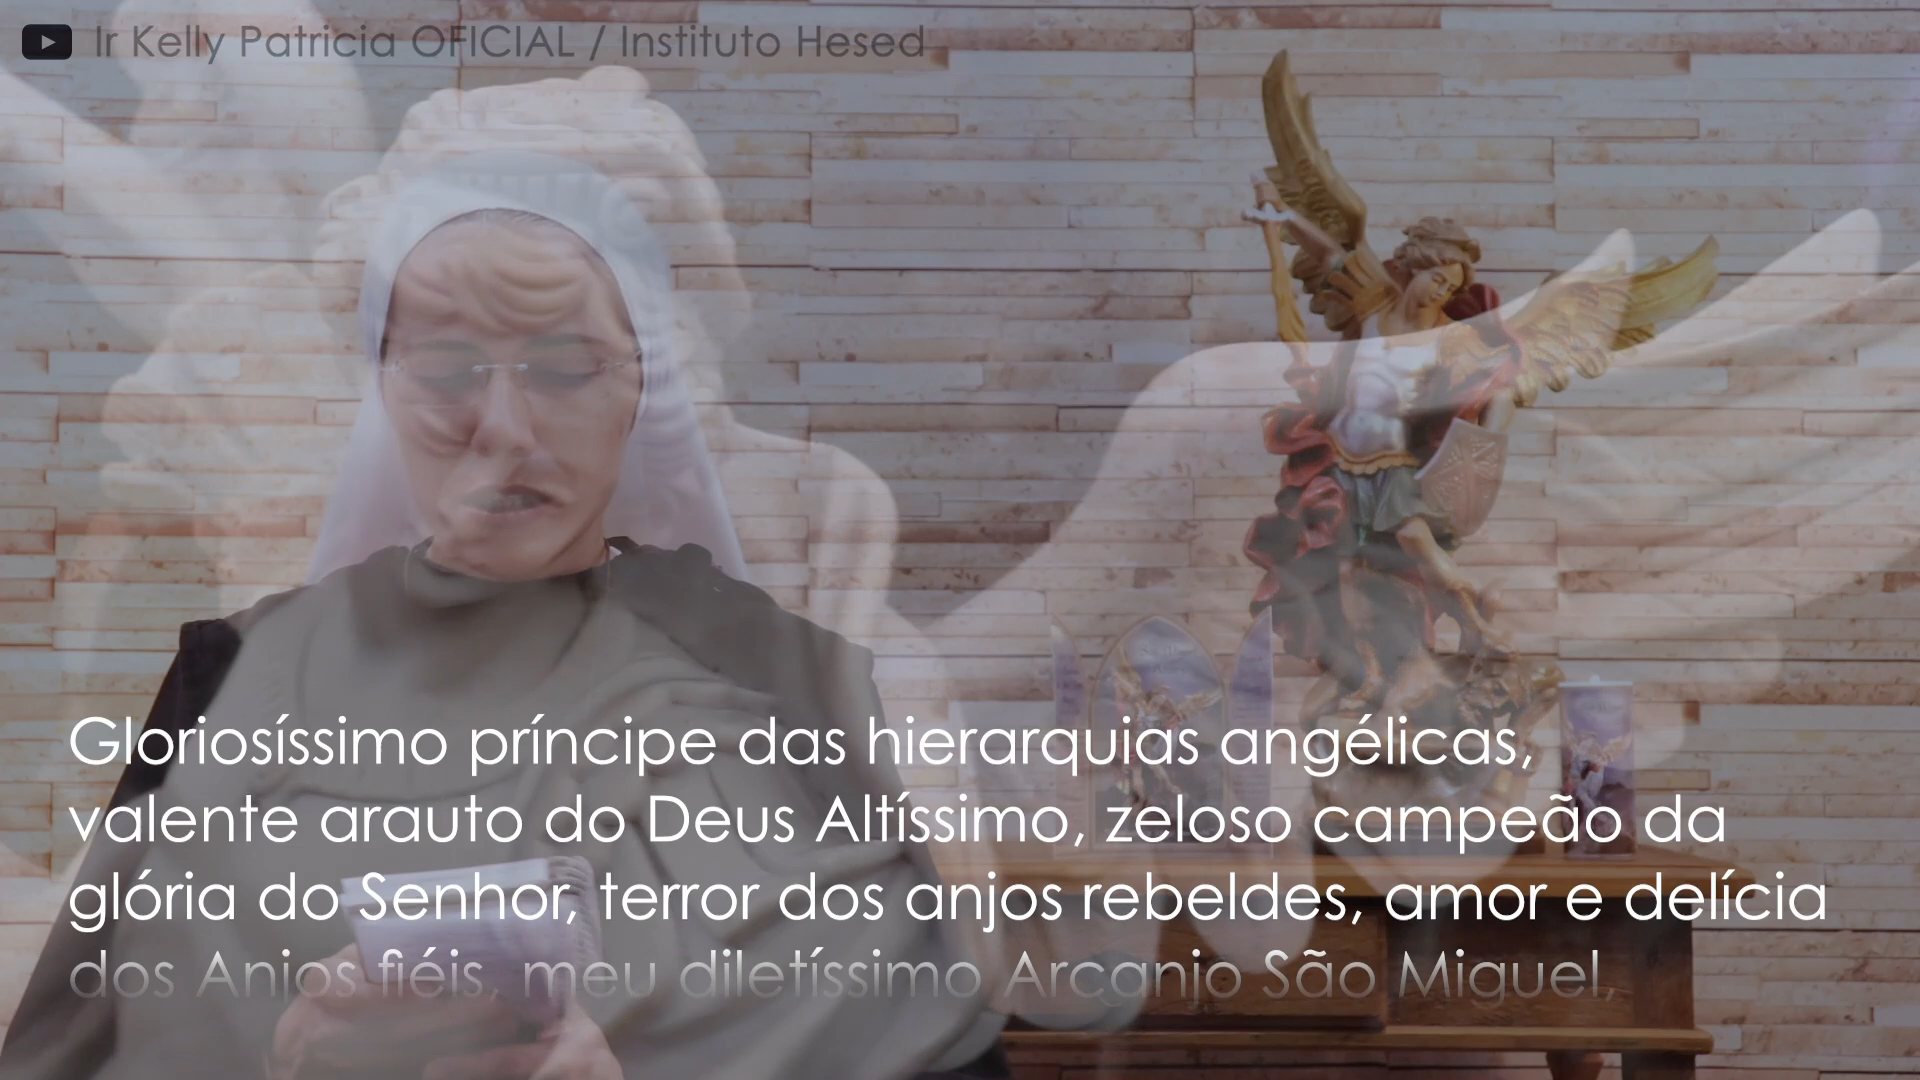 Ir Kelly Patricia OFICIAL / Instituto Hesed
Gloriosíssimo príncipe das hierarquias angélicas,
valente arauto do Deus Altíssimo, zeloso campeão da
glória do Senhor, terror dos anjos rebeldes, amor e delícia
dos Anjos fiéis, meu diletíssimo Arcanjo São Miguel,